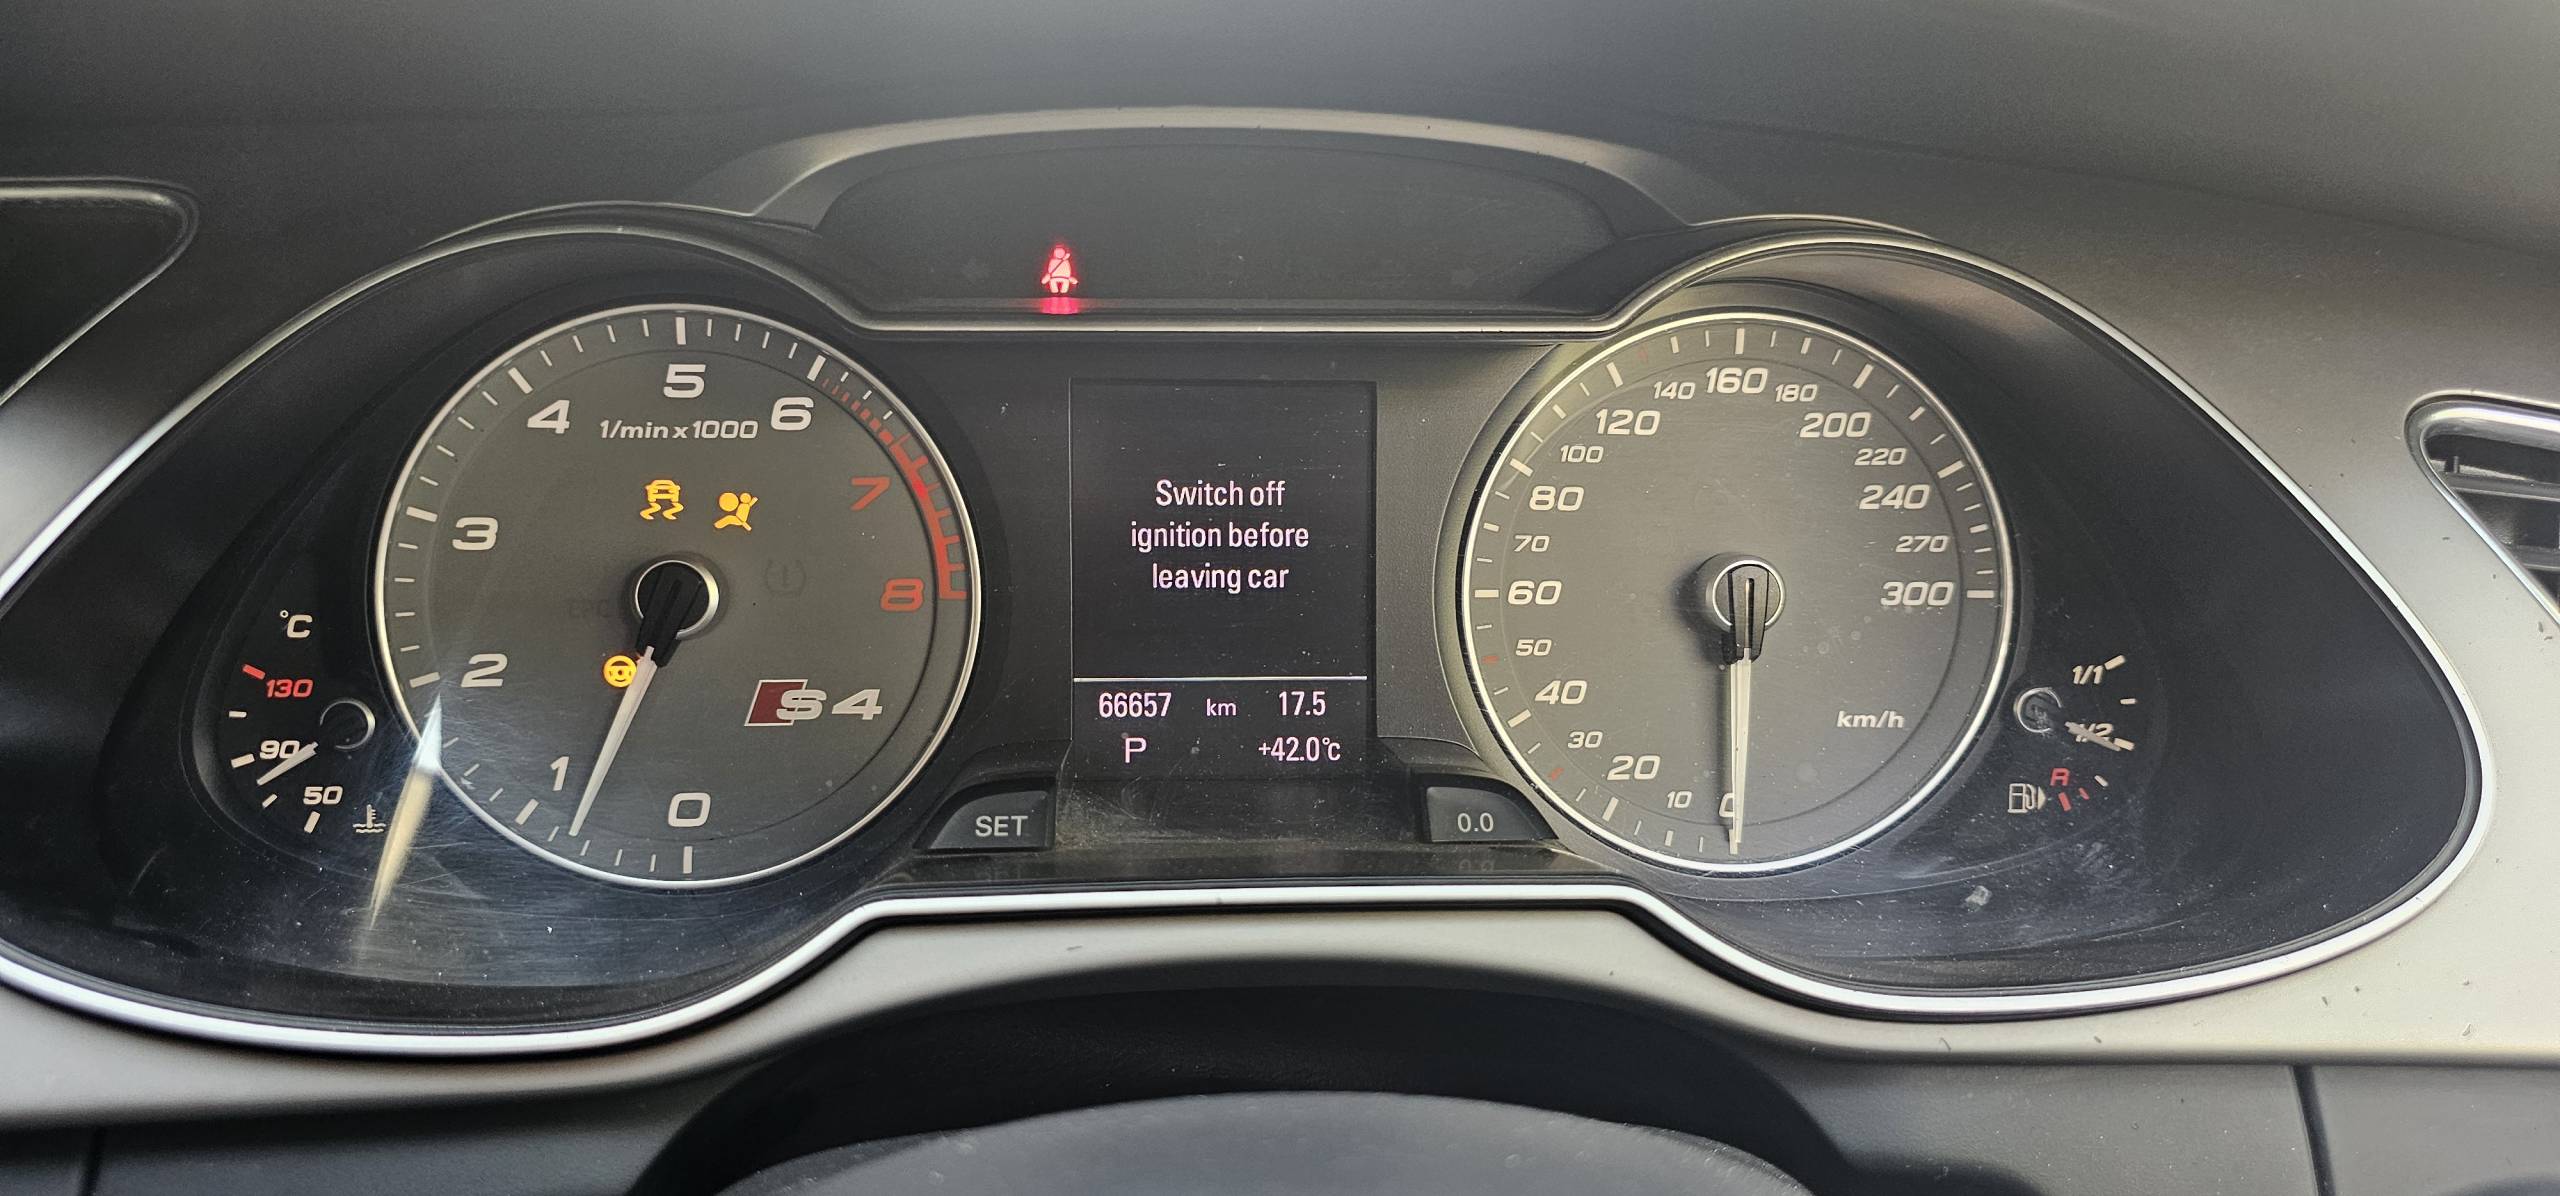 5
4
6
1/min x 1000
3
7
EPC
8
2
S4
1
0
°C
130
90
50
Switch off
ignition before
leaving car
66657 km 17.5
P +42.0°C
SET
0.0
160
140
180
120
200
100
220
80
240
70
270
60
300
50
40
km/h
30
20
10
0
1/1
1/2
R